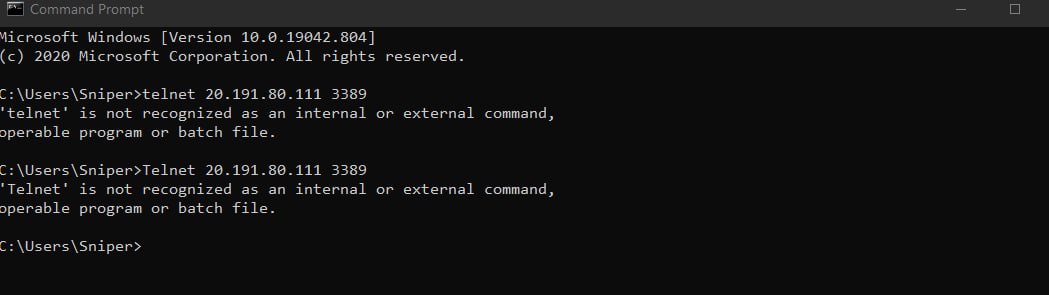 Command Prompt
Microsoft Windows [Version 10.0.19042.804]
(c) 2020 Microsoft Corporation. All rights reserved.
C:\Users\Sniper>telnet 20.191.80.111 3389
'telnet' is not recognized as an internal or external command,
operable program or batch file.
C:\Users\Sniper>Telnet 20.191.80.111 3389
'Telnet' is not recognized as an internal or external command,
operable program or batch file.
C:\Users\Sniper>